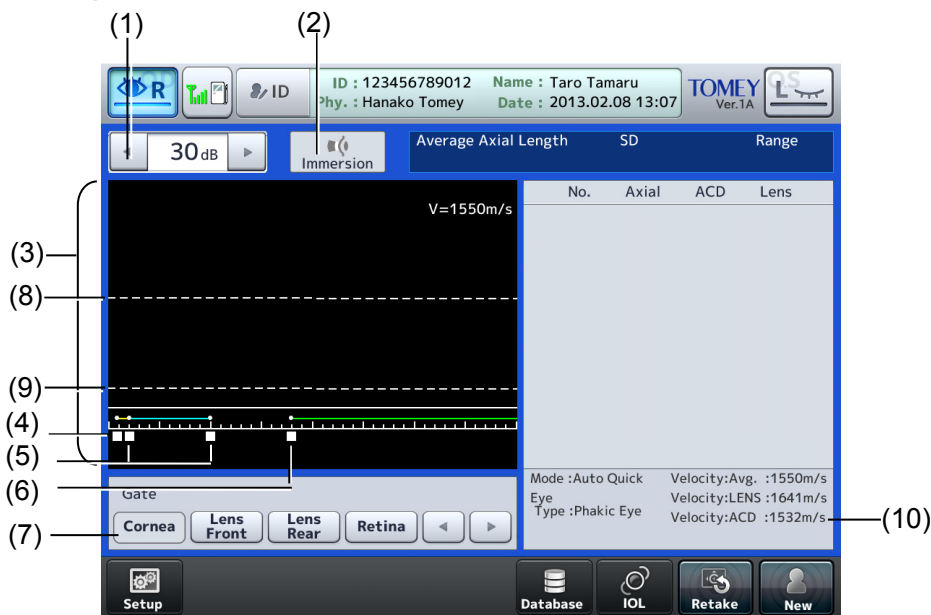 (1)
(2)
R
ID
ID : 123456789012 Name : Taro Tamaru
Phy. : Hanako Tomey Date : 2013.02.08 13:07
TOMEY
Ver.1A
OS
L
30 dB
Immersion
Average Axial Length SD Range
(3)
V=1550m/s
No. Axial ACD Lens
(8)
(9)
(4)
(5)
(6)
(7)
Gate
Cornea
Lens
Front
Lens
Rear
Retina
Mode :Auto Quick Velocity:Avg. :1550m/s
Eye Velocity:LENS :1641m/s
Type :Phakic Eye Velocity:ACD :1532m/s
(10)
Setup
Database
IOL
Retake
New